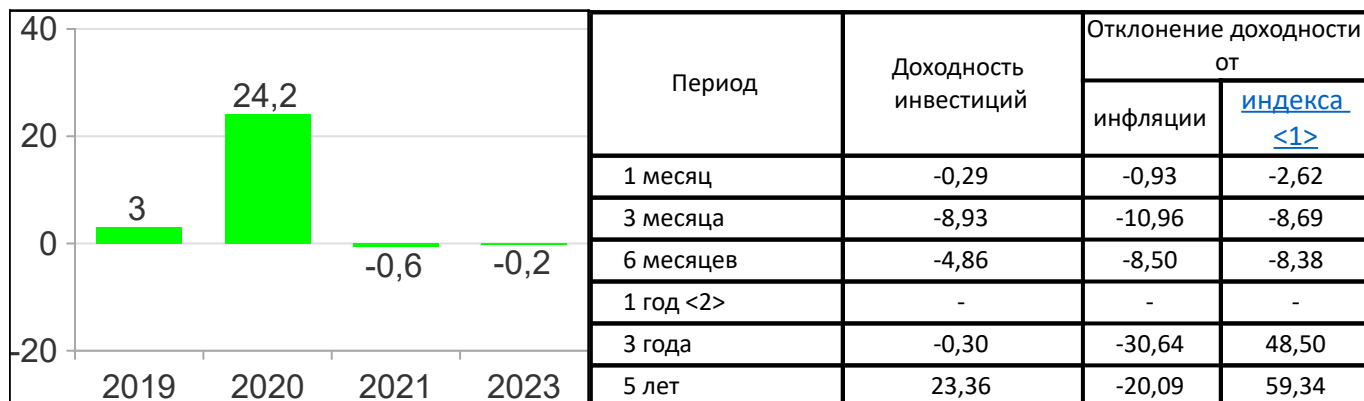 40
20
0
-20
3
24,2
-0,6
-0,2
2019 2020 2021 2023
Период
Доходность
инвестиций
Отклонение доходности
от
инфляции
индекса
<1>
1 месяц -0,29 -0,93 -2,62
3 месяца -8,93 -10,96 -8,69
6 месяцев -4,86 -8,50 -8,38
1 год <2> - - -
3 года -0,30 -30,64 48,50
5 лет 23,36 -20,09 59,34